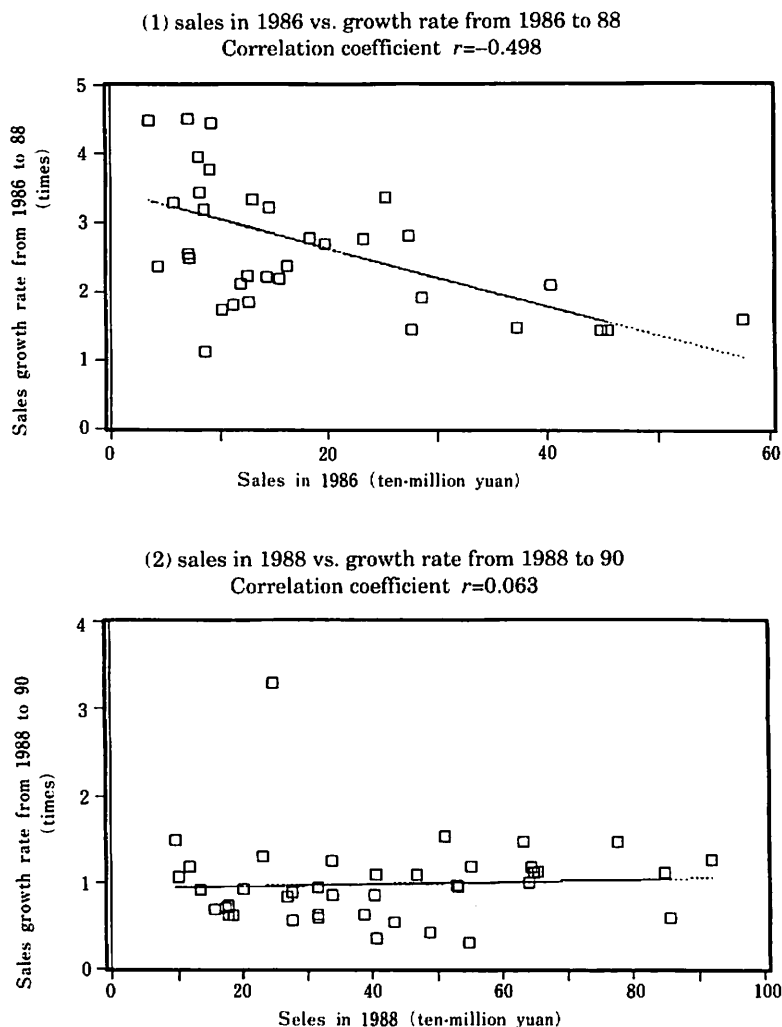 (1) sales in 1986 vs. growth rate from 1986 to 88
Correlation coefficient r=−0.498
Sales growth rate from 1986 to 88
(times)
5
4
3
2
1
0
0
20
40
60
Sales in 1986 (ten-million yuan)
(2) sales in 1988 vs. growth rate from 1988 to 90
Correlation coefficient r=0.063
Sales growth rate from 1988 to 90
(times)
4
3
2
1
0
0
20
40
60
80
100
Seles in 1988 (ten-million yuan)